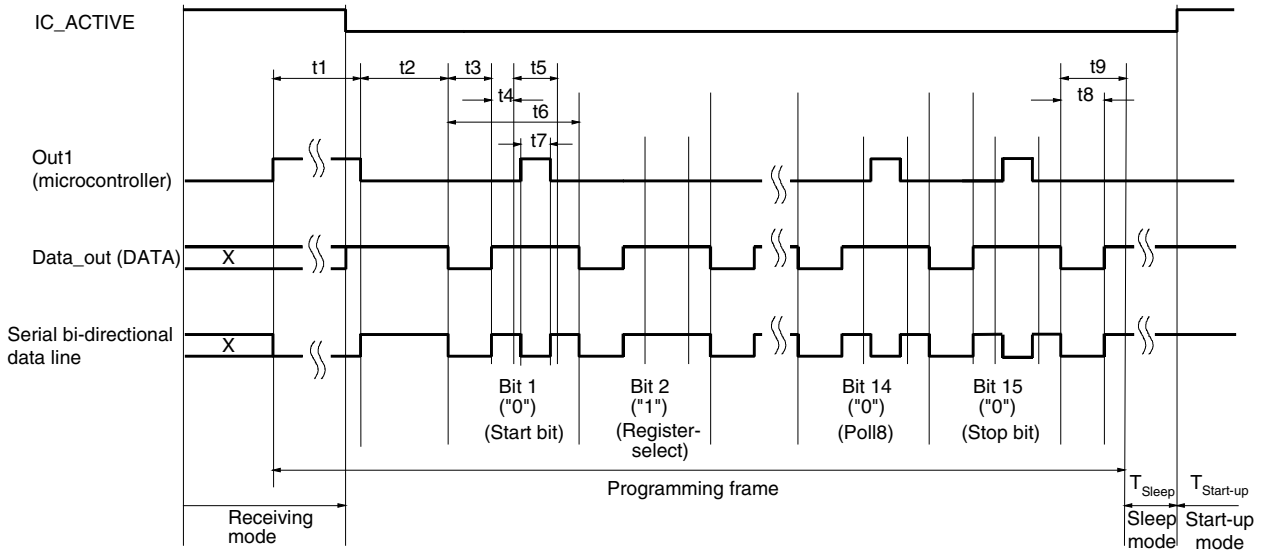 IC_ACTIVE
t1
t2
t3
t5
t9
t4
t8
t6
t7
Out1
(microcontroller)
Data_out (DATA)
X
Serial bi-directional
data line
X
Bit 1
("0")
(Start bit)
Bit 2
("1")
(Register-
select)
Bit 14
("0")
(Poll8)
Bit 15
("0")
(Stop bit)
Programming frame
TSleep
TStart-up
Receiving
mode
Sleep
mode
Start-up
mode